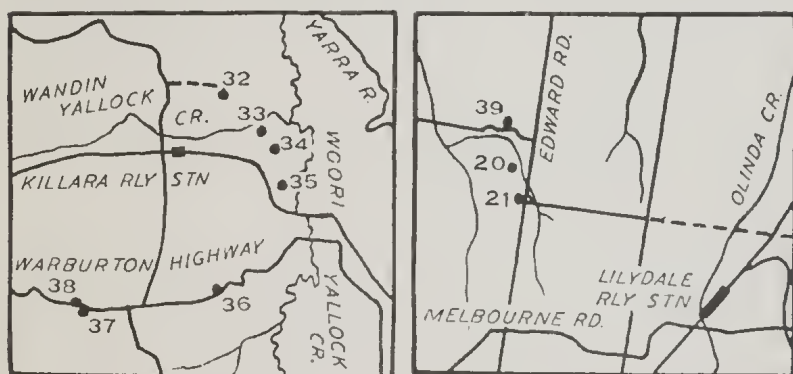 YARRA R.
WANDIN
YALLOCK
CR.
32
33
34
35
KILLARA RLY STN
WOORI
YALLOCK
CR.
WARBURTON HIGHWAY
36
38
37
39
EDWARD RD.
20
21
OLINDA CR.
LILYDALE
RLY STN
MELBOURNE RD.